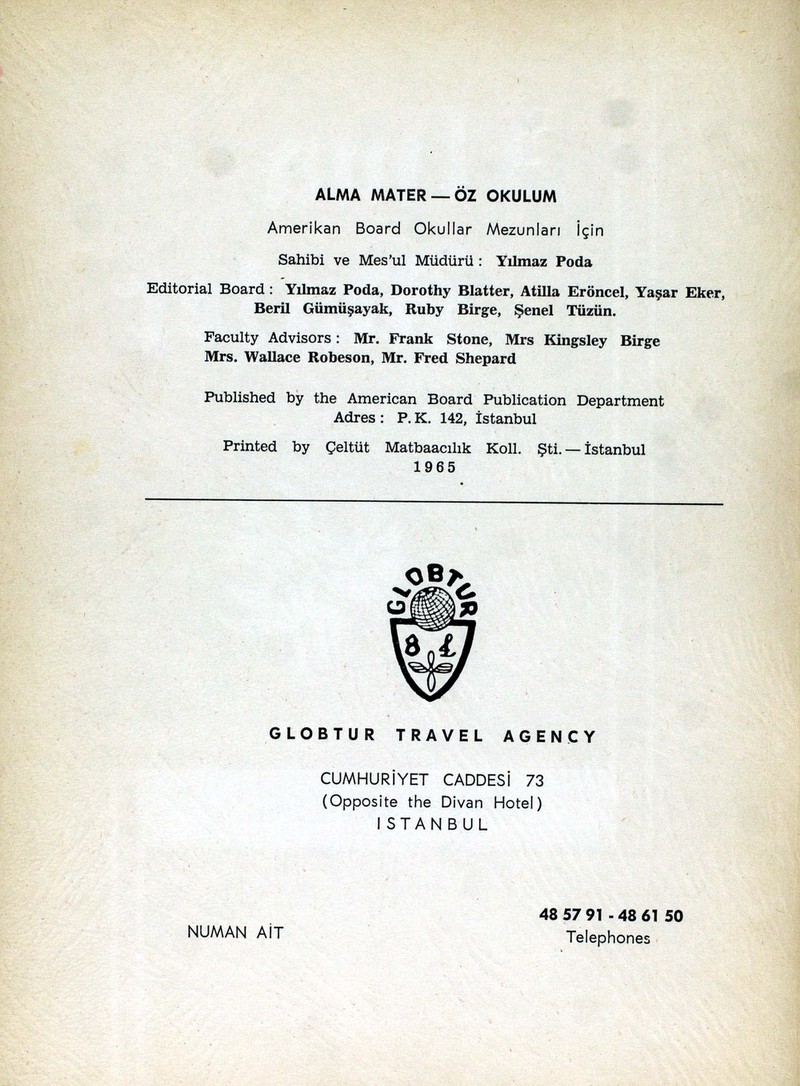 ALMA MATER — ÖZ OKULUM
Amerikan Board Okullar Mezunları İçin
Sahibi ve Mes'ul Müdürü : Yılmaz Poda
Editorial Board : Yılmaz Poda, Dorothy Blatter, Atilla Eröncel, Yaşar Eker,
Beril Gümüşayak, Ruby Birge, Şenel Tüzün.
Faculty Advisors : Mr. Frank Stone, Mrs Kingsley Birge
Mrs. Wallace Robeson, Mr. Fred Shepard
Published by the American Board Publication Department
Adres : P. K. 142, İstanbul
Printed by Çeltüt Matbaacılık Koll. Şti. — İstanbul
1965
GLOBTUR
GLOBTUR TRAVEL AGENCY
CUMHURİYET CADDESİ 73
(Opposite the Divan Hotel)
ISTANBUL
48 57 91 - 48 61 50
NUMAN AİT
Telephones